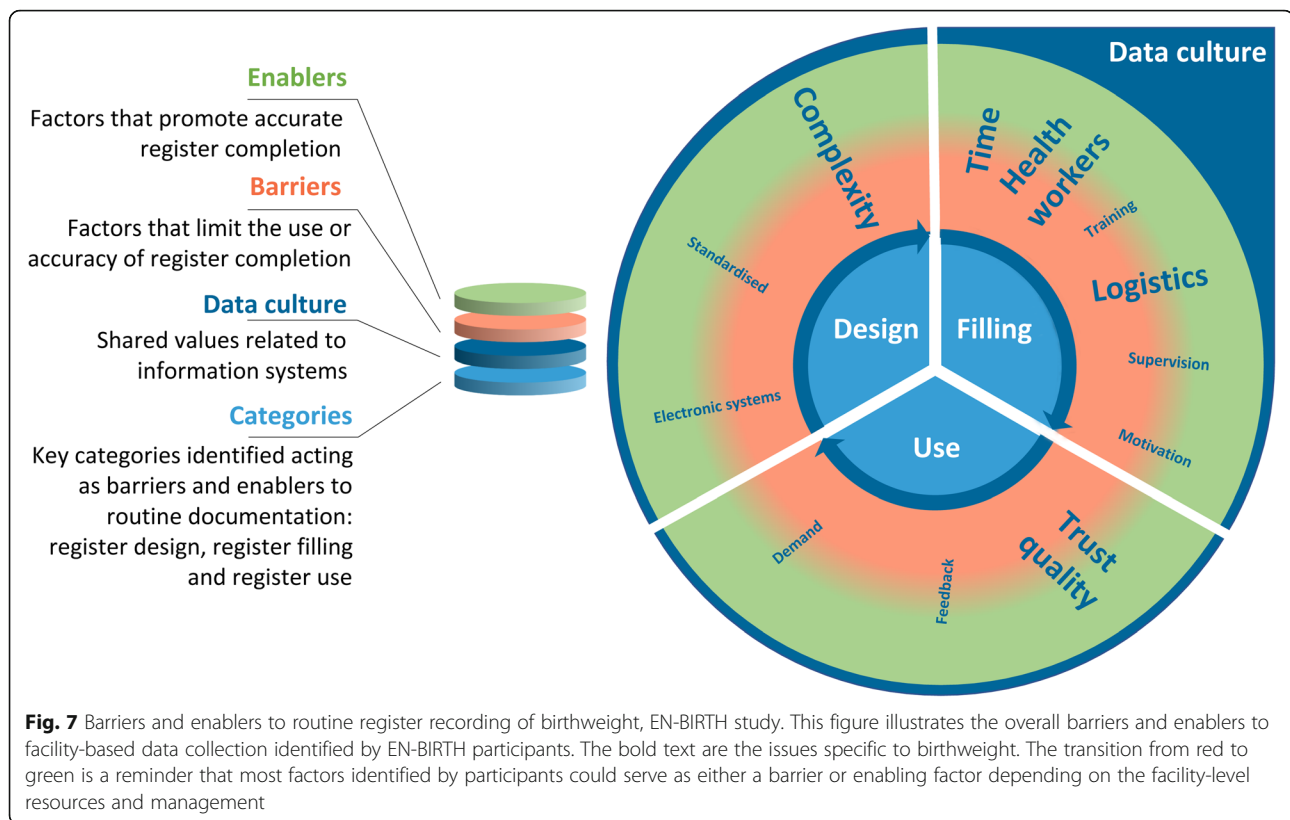 Enablers
Factors that promote accurate
register completion
Barriers
Factors that limit the use or
accuracy of register completion
Data culture
Shared values related to
information systems
Categories
Key categories identified acting
as barriers and enablers to
routine documentation:
register design, register filling
and register use
Data culture
Complexity
Standardised
Electronic systems
Design
Time
Health
workers
Training
Logistics
Supervision
Motivation
Filling
Use
Demand
Feedback
Trust
quality
Fig. 7 Barriers and enablers to routine register recording of birthweight, EN-BIRTH study. This figure illustrates the overall barriers and enablers to
facility-based data collection identified by EN-BIRTH participants. The bold text are the issues specific to birthweight. The transition from red to
green is a reminder that most factors identified by participants could serve as either a barrier or enabling factor depending on the facility-level
resources and management